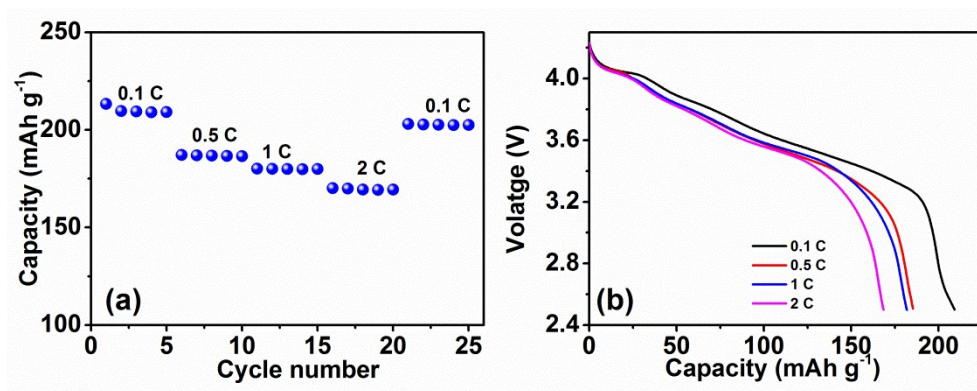 250
200
150
100
Capacity (mAh g⁻¹)
0.1 C
0.5 C
1 C
2 C
0.1 C
(a)
0 5 10 15 20 25
Cycle number
4.0
3.6
3.2
2.8
2.4
Volatge (V)
0.1 C
0.5 C
1 C
2 C
(b)
0 50 100 150 200
Capacity (mAh g⁻¹)